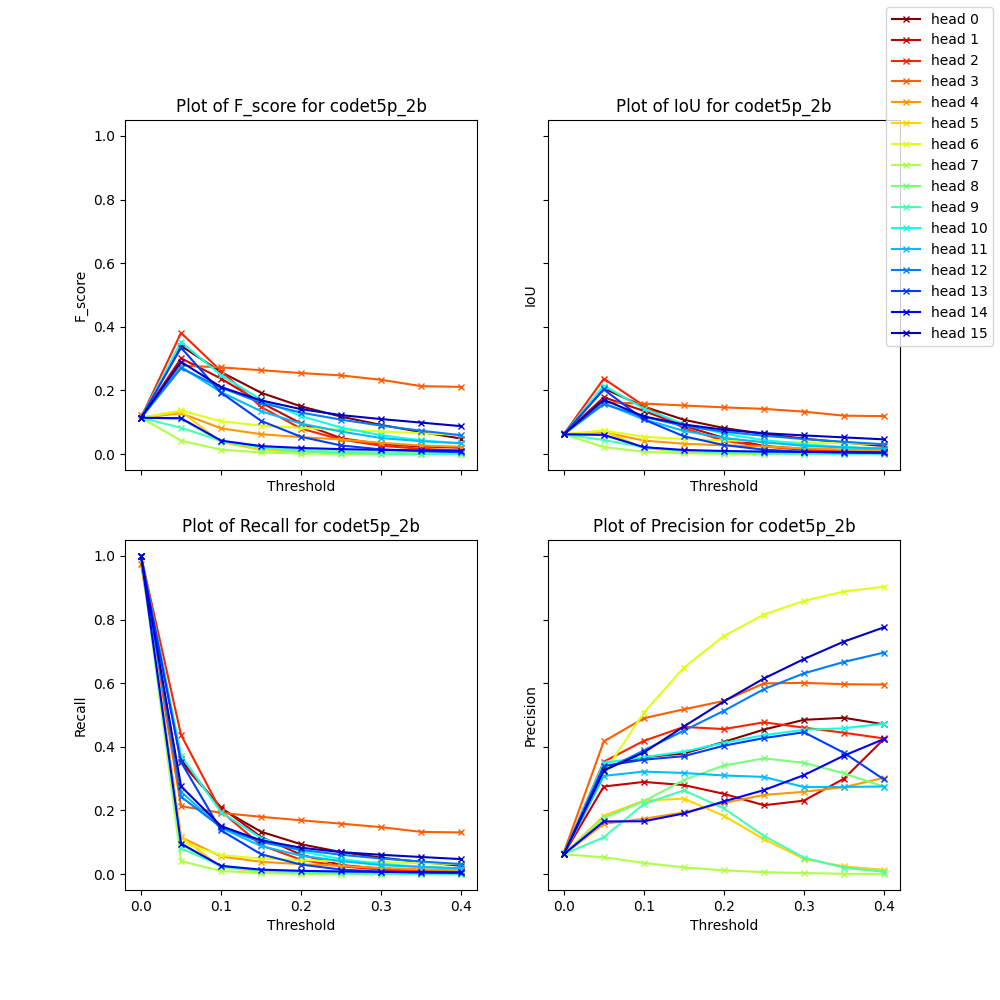 Plot of F_score for codet5p_2b
1.0
0.8
0.6
0.4
0.2
0.0
F_score
Threshold
Plot of IoU for codet5p_2b
IoU
Threshold
head 0
head 1
head 2
head 3
head 4
head 5
head 6
head 7
head 8
head 9
head 10
head 11
head 12
head 13
head 14
head 15
Plot of Recall for codet5p_2b
1.0
0.8
0.6
0.4
0.2
0.0
Recall
0.0 0.1 0.2 0.3 0.4
Threshold
Plot of Precision for codet5p_2b
Precision
0.0 0.1 0.2 0.3 0.4
Threshold